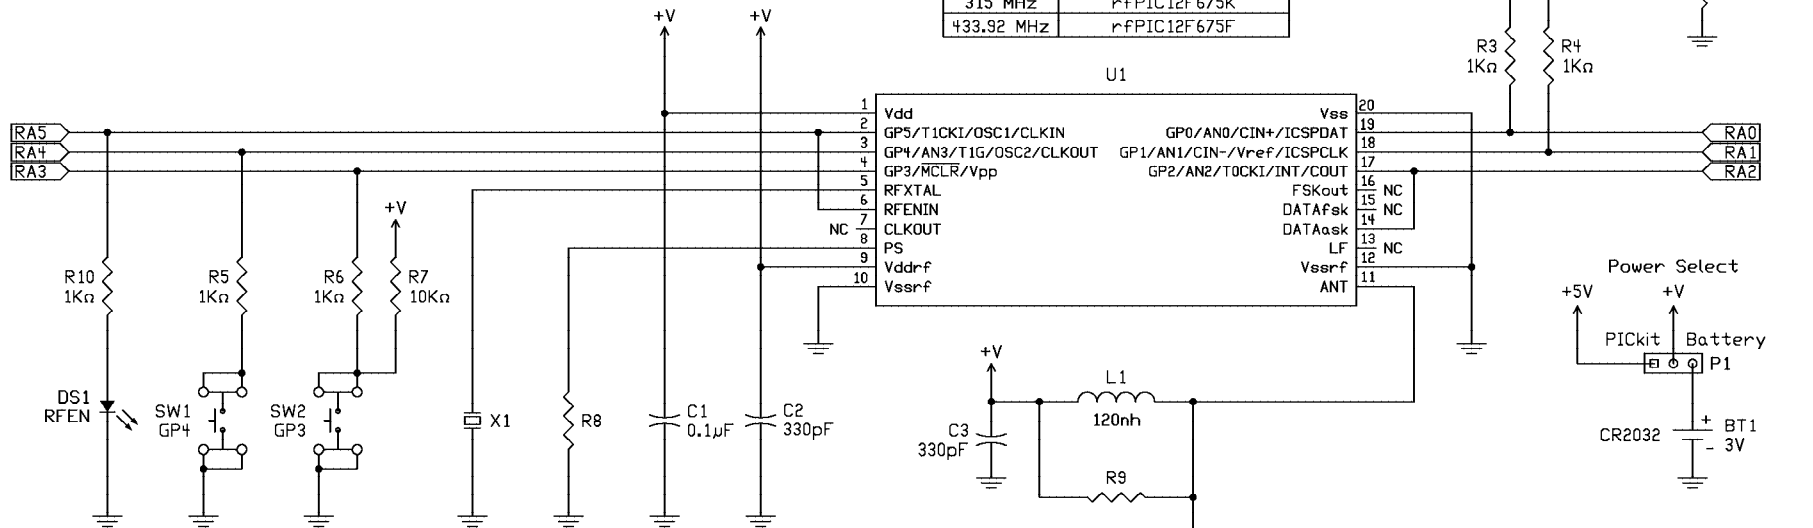 315 MHz rfPIC12F675K
433.92 MHz rfPIC12F675F
+V
+V
R3
1KΩ
R4
1KΩ
U1
1 Vdd
2 GP5/T1CKI/OSC1/CLKIN
3 GP4/AN3/T1G/OSC2/CLKOUT
4 GP3/MCLR/Vpp
5 RFXTAL
6 RFENIN
NC 7 CLKOUT
8 PS
9 Vddrf
10 Vssrf
Vss 20
GP0/AN0/CIN+/ICSPDAT 19
GP1/AN1/CIN-/Vref/ICSPCLK 18
GP2/AN2/T0CKI/INT/COUT 17
FSKout 16 NC
DATAfsk 15 NC
DATAask 14
LF 13 NC
Vssrf 12
ANT 11
RA5
RA4
RA3
RA0
RA1
RA2
+V
R10
1KΩ
R5
1KΩ
R6
1KΩ
R7
10KΩ
DS1
RFEN
SW1
GP4
SW2
GP3
X1
R8
C1
0.1µF
C2
330pF
+V
C3
330pF
L1
120nh
R9
Power Select
+5V
+V
PICkit Battery
P1
CR2032
+
-
BT1
3V